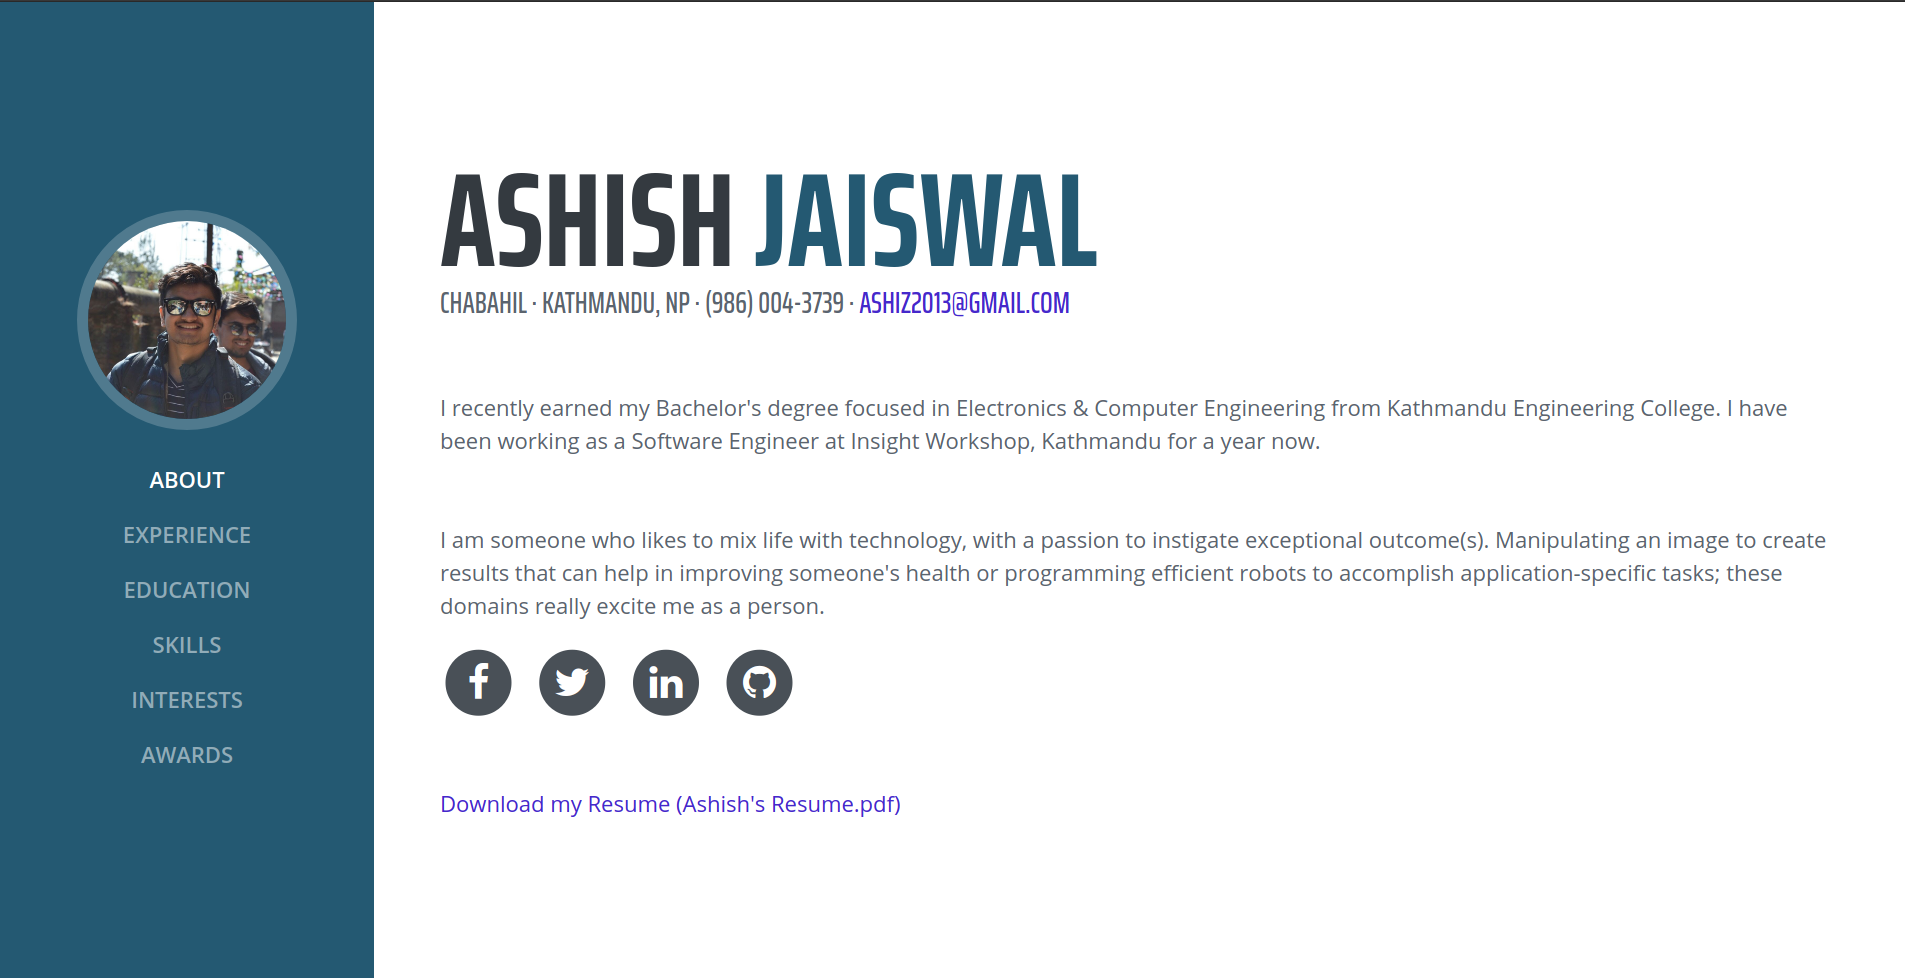 ABOUT
EXPERIENCE
EDUCATION
SKILLS
INTERESTS
AWARDS
ASHISH JAISWAL
CHABAHIL · KATHMANDU, NP · (986) 004-3739 · ASHIZ2013@GMAIL.COM
I recently earned my Bachelor's degree focused in Electronics & Computer Engineering from Kathmandu Engineering College. I have
been working as a Software Engineer at Insight Workshop, Kathmandu for a year now.
I am someone who likes to mix life with technology, with a passion to instigate exceptional outcome(s). Manipulating an image to create
results that can help in improving someone's health or programming efficient robots to accomplish application-specific tasks; these
domains really excite me as a person.
Download my Resume (Ashish's Resume.pdf)